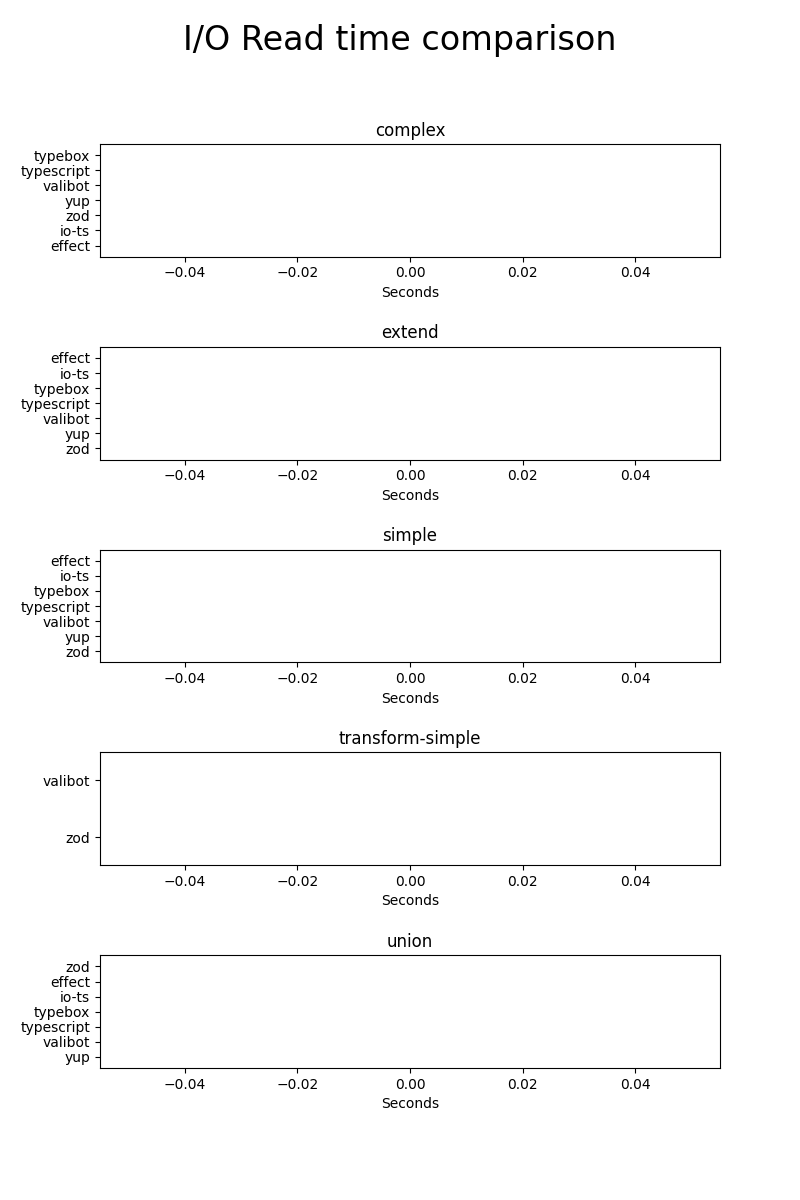 I/O Read time comparison
complex
typebox
typescript
valibot
yup
zod
io-ts
effect
−0.04 −0.02 0.00 0.02 0.04
Seconds
extend
effect
io-ts
typebox
typescript
valibot
yup
zod
−0.04 −0.02 0.00 0.02 0.04
Seconds
simple
effect
io-ts
typebox
typescript
valibot
yup
zod
−0.04 −0.02 0.00 0.02 0.04
Seconds
transform-simple
valibot
zod
−0.04 −0.02 0.00 0.02 0.04
Seconds
union
zod
effect
io-ts
typebox
typescript
valibot
yup
−0.04 −0.02 0.00 0.02 0.04
Seconds